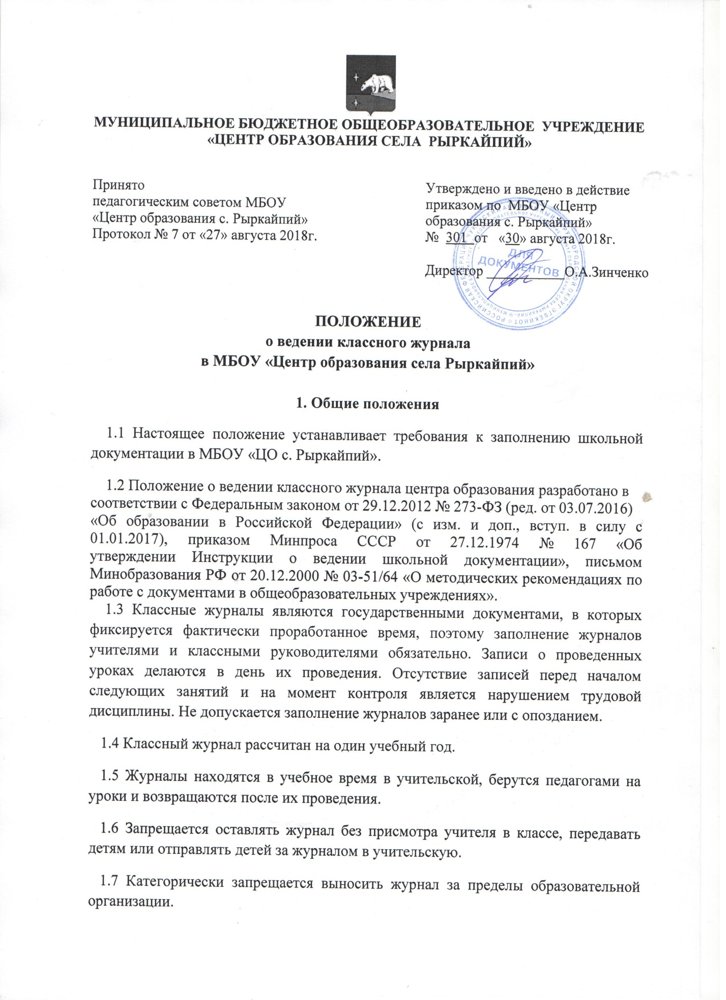 МУНИЦИПАЛЬНОЕ БЮДЖЕТНОЕ ОБЩЕОБРАЗОВАТЕЛЬНОЕ УЧРЕЖДЕНИЕ
«ЦЕНТР ОБРАЗОВАНИЯ СЕЛА РЫРКАЙПИЙ»
Принято
педагогическим советом МБОУ
«Центр образования с. Рыркайпий»
Протокол № 7 от «27» августа 2018г.
Утверждено и введено в действие
приказом по МБОУ «Центр
образования с. Рыркайпий»
№ 301 от «30» августа 2018г.
Директор ___________О.А.Зинченко
ДЛЯ
ДОКУМЕНТОВ
РОССИЙСКАЯ ФЕДЕРАЦИЯ ЧУКОТСКИЙ АВТОНОМНЫЙ ОКРУГ ГОРОДСКОЙ ОКРУГ ЭГВЕКИНОТ
ПОЛОЖЕНИЕ
о ведении классного журнала
в МБОУ «Центр образования села Рыркайпий»
1. Общие положения
1.1 Настоящее положение устанавливает требования к заполнению школьной
документации в МБОУ «ЦО с. Рыркайпий».
1.2 Положение о ведении классного журнала центра образования разработано в
соответствии с Федеральным законом от 29.12.2012 № 273-ФЗ (ред. от 03.07.2016)
«Об образовании в Российской Федерации» (с изм. и доп., вступ. в силу с
01.01.2017), приказом Минпроса СССР от 27.12.1974 № 167 «Об
утверждении Инструкции о ведении школьной документации», письмом
Минобразования РФ от 20.12.2000 № 03-51/64 «О методических рекомендациях по
работе с документами в общеобразовательных учреждениях».
1.3 Классные журналы являются государственными документами, в которых
фиксируется фактически проработанное время, поэтому заполнение журналов
учителями и классными руководителями обязательно. Записи о проведенных
уроках делаются в день их проведения. Отсутствие записей перед началом
следующих занятий и на момент контроля является нарушением трудовой
дисциплины. Не допускается заполнение журналов заранее или с опозданием.
1.4 Классный журнал рассчитан на один учебный год.
1.5 Журналы находятся в учебное время в учительской, берутся педагогами на
уроки и возвращаются после их проведения.
1.6 Запрещается оставлять журнал без присмотра учителя в классе, передавать
детям или отправлять детей за журналом в учительскую.
1.7 Категорически запрещается выносить журнал за пределы образовательной
организации.